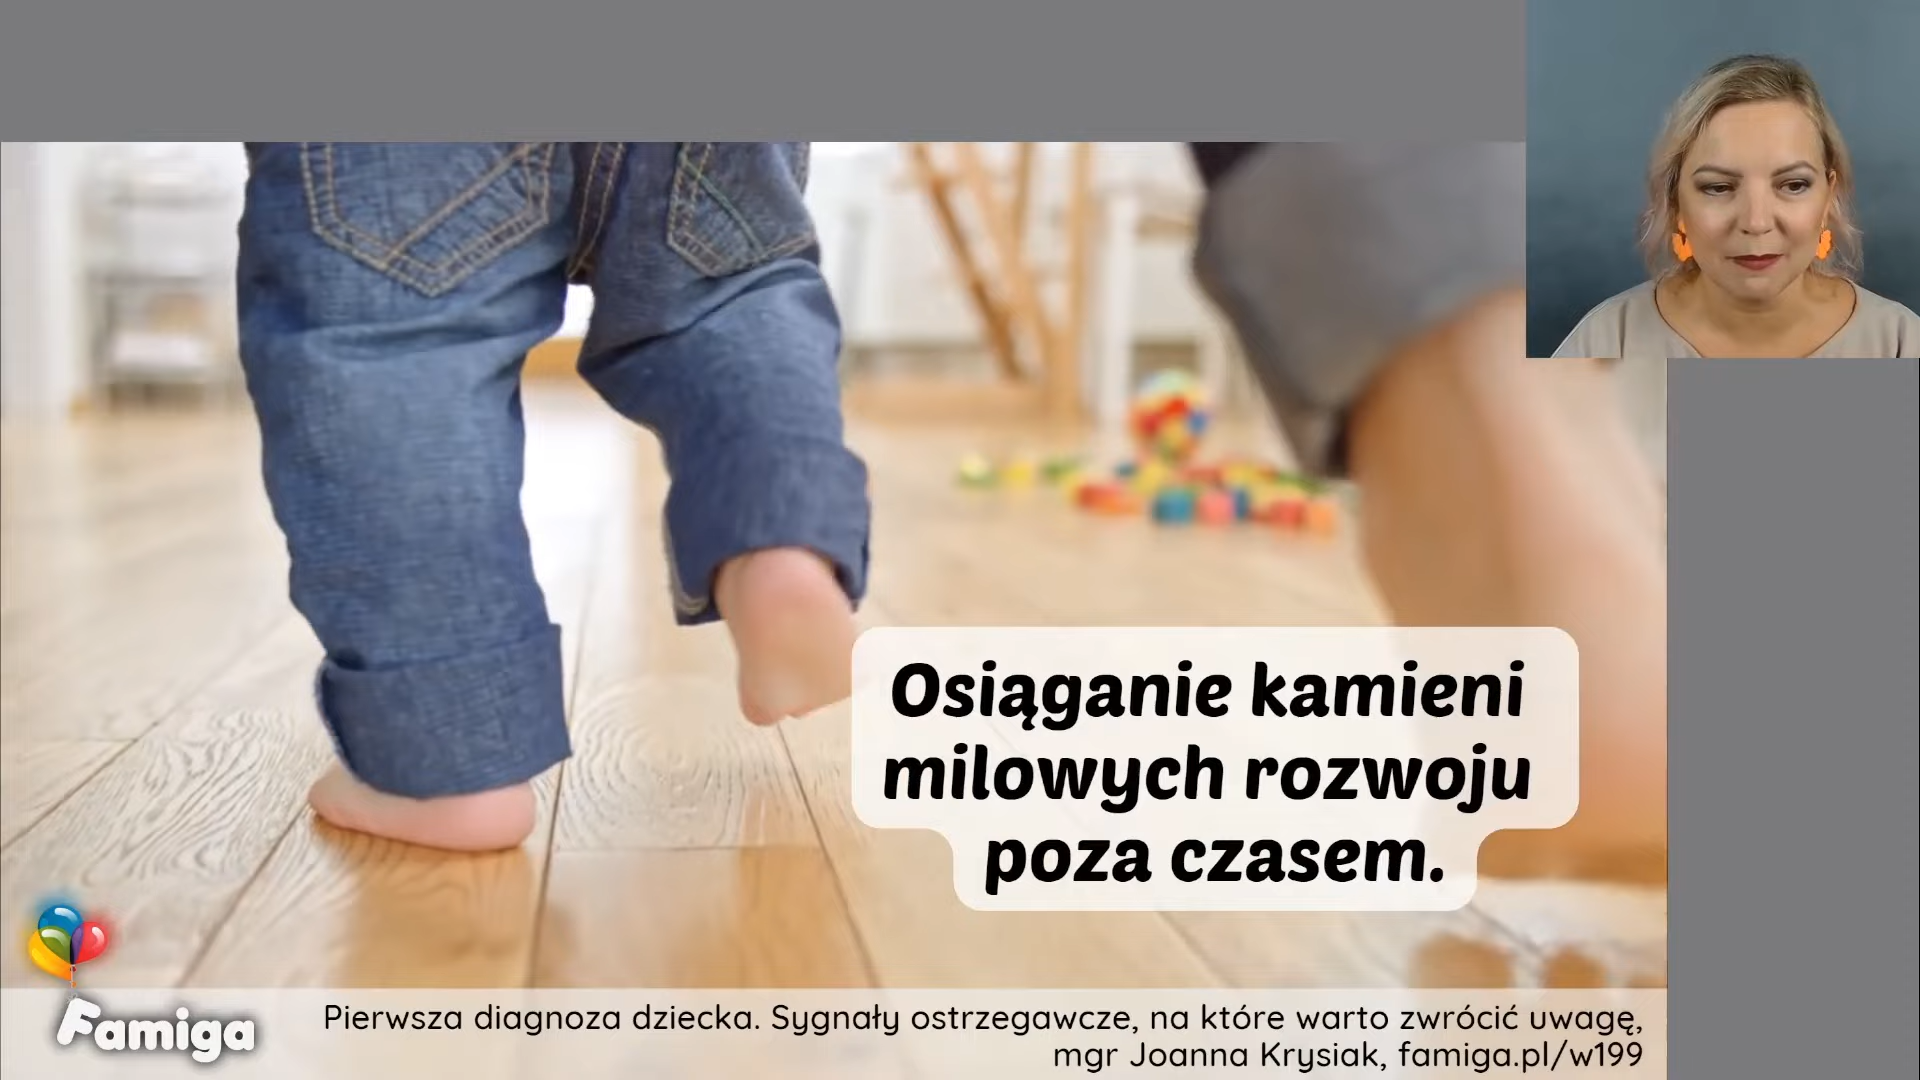 Osiąganie kamieni
milowych rozwoju
poza czasem.
Famiga
Pierwsza diagnoza dziecka. Sygnały ostrzegawcze, na które warto zwrócić uwagę,
mgr Joanna Krysiak, famiga.pl/w199